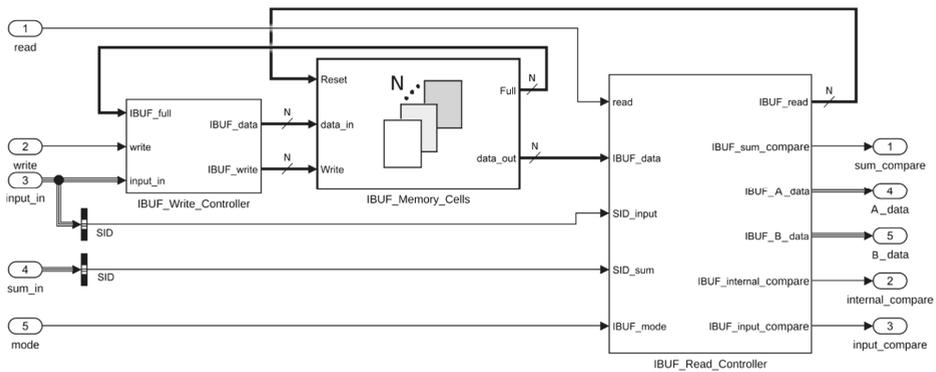 1
read
2
write
3
input_in
4
sum_in
5
mode
SID
SID
IBUF_full
write
input_in
IBUF_data
IBUF_write
IBUF_Write_Controller
N
N
Reset
data_in
Write
N
Full
data_out
IBUF_Memory_Cells
N
N
read
IBUF_data
SID_input
SID_sum
IBUF_mode
IBUF_read
IBUF_sum_compare
IBUF_A_data
IBUF_B_data
IBUF_internal_compare
IBUF_input_compare
IBUF_Read_Controller
N
1
sum_compare
4
A_data
5
B_data
2
internal_compare
3
input_compare